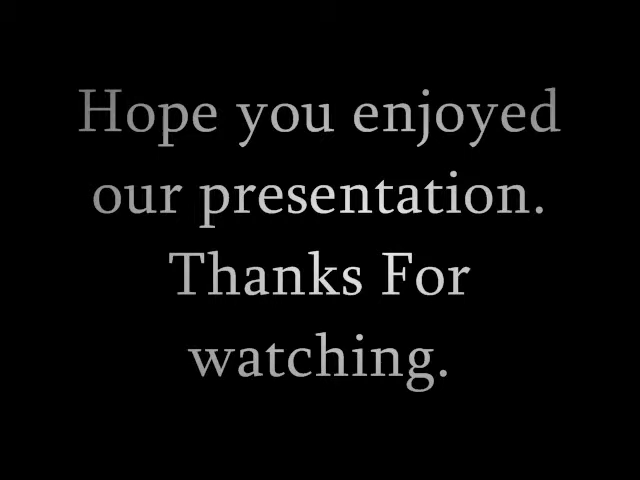 Hope you enjoyed
our presentation.
Thanks For
watching.